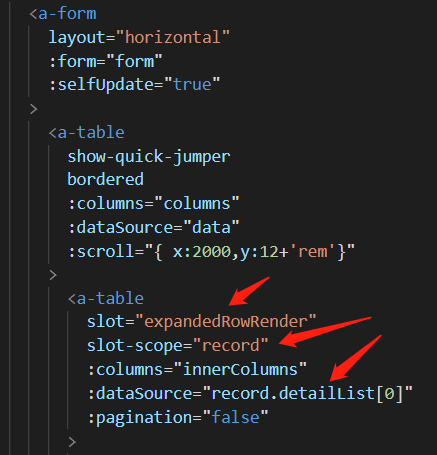 <a-form
layout="horizontal"
:form="form"
:selfUpdate="true"
>
<a-table
show-quick-jumper
bordered
:columns="columns"
:dataSource="data"
:scroll="{ x:2000,y:12+'rem'}"
>
<a-table
slot="expandedRowRender"
slot-scope="record"
:columns="innerColumns"
:dataSource="record.detailList[0]"
:pagination="false"
>